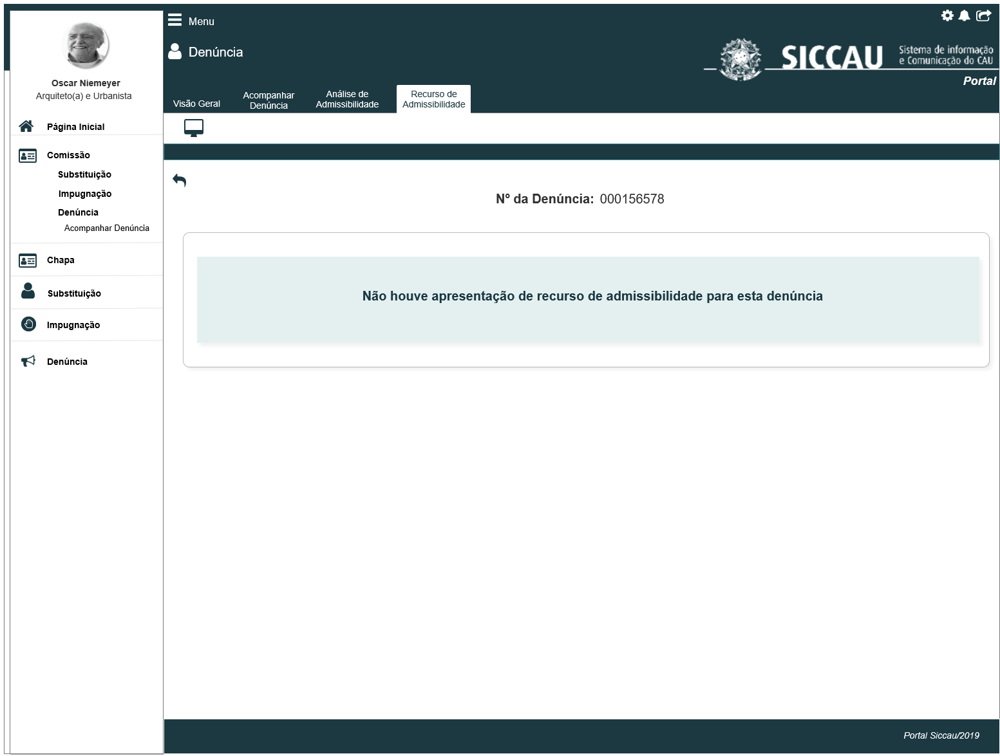 Menu
Denúncia
SICCAU
Sistema de informação
e Comunicação do CAU
Portal
Oscar Niemeyer
Arquiteto(a) e Urbanista
Visão Geral
Acompanhar
Denúncia
Análise de
Admissibilidade
Recurso de
Admissibilidade
Página Inicial
Comissão
Substituição
Impugnação
Denúncia
Acompanhar Denúncia
Chapa
Substituição
Impugnação
Denúncia
Nº da Denúncia: 000156578
Não houve apresentação de recurso de admissibilidade para esta denúncia
Portal Siccau/2019